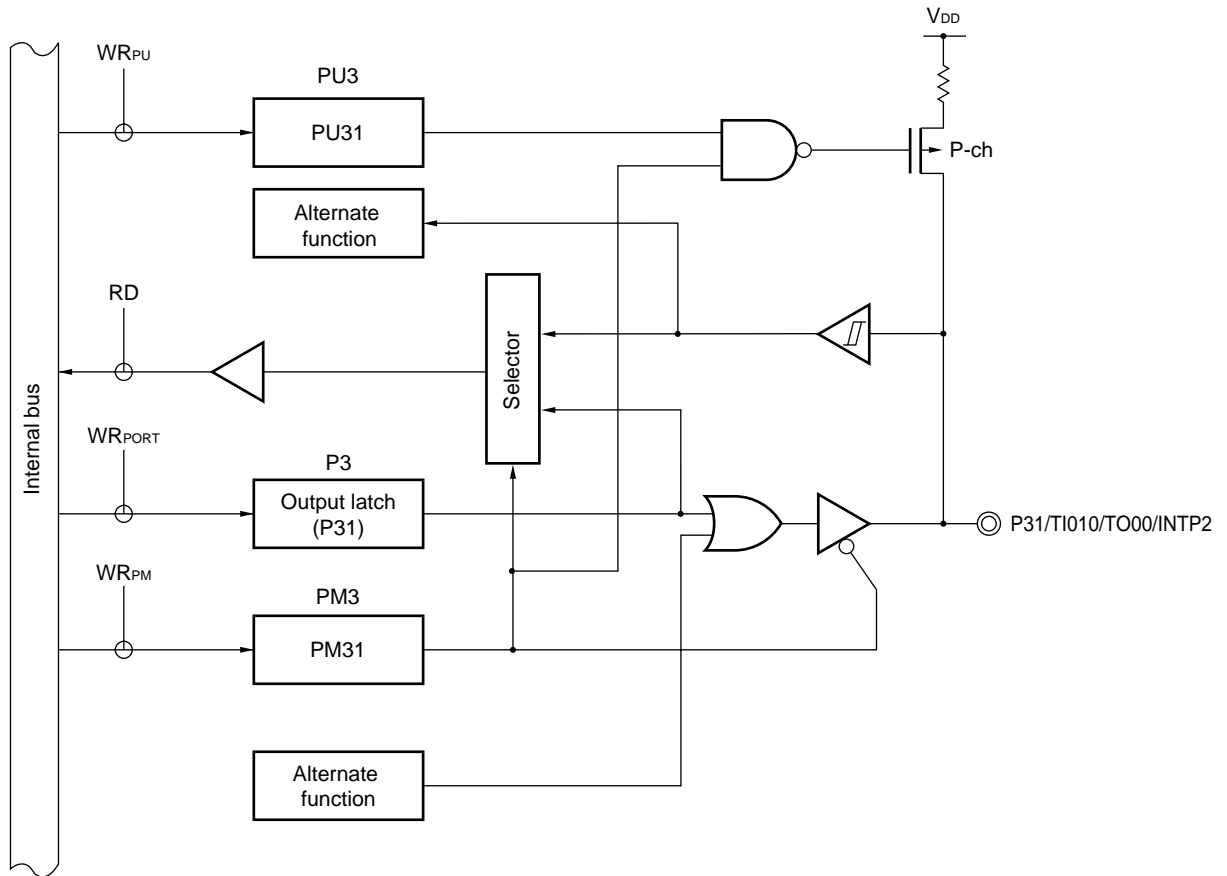 VDD
WRPU
PU3
PU31
P-ch
Alternate
function
RD
Selector
Internal bus
WRPORT
P3
Output latch
(P31)
P31/TI010/TO00/INTP2
WRPM
PM3
PM31
Alternate
function